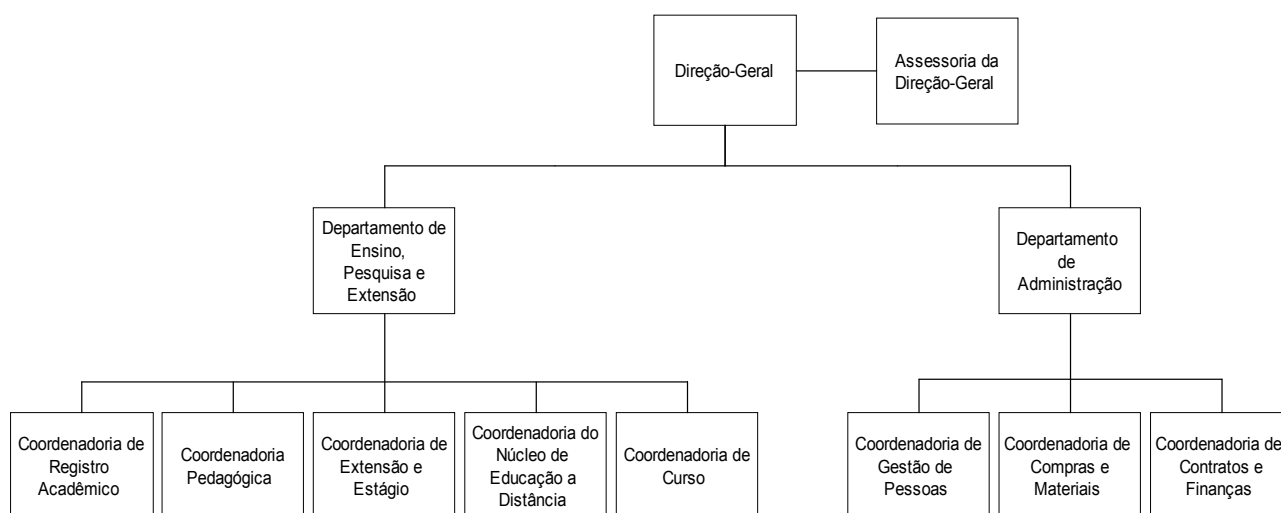 Direção-Geral
Assessoria da
Direção-Geral
Departamento de
Ensino,
Pesquisa e
Extensão
Departamento
de
Administração
Coordenadoria de
Registro
Acadêmico
Coordenadoria
Pedagógica
Coordenadoria de
Extensão e
Estágio
Coordenadoria do
Núcleo de
Educação a
Distância
Coordenadoria de
Curso
Coordenadoria de
Gestão de
Pessoas
Coordenadoria de
Compras e
Materiais
Coordenadoria de
Contratos e
Finanças